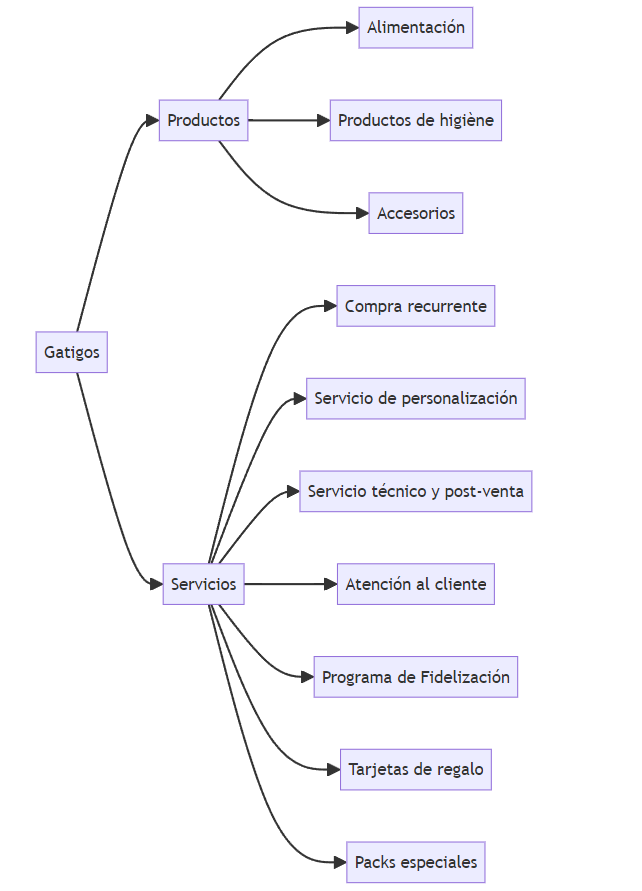 Alimentación
Productos
Productos de higiène
Accesorios
Compra recurrente
Gatigos
Servicio de personalización
Servicio técnico y post-venta
Servicios
Atención al cliente
Programa de Fidelización
Tarjetas de regalo
Packs especiales